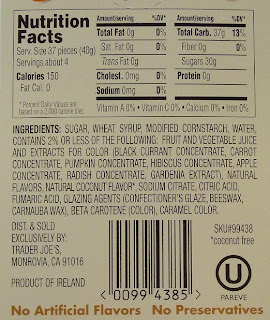 Nutrition Facts
Serv. Size 37 pieces (40g)
Servings about 4
Calories 150
Fat Cal. 0
* Percent Daily Values are based on a 2,000 calorie diet.
Amount/serving %DV*
Total Fat 0g 0%
Sat. Fat 0g 0%
Trans Fat 0g
Cholest. 0mg 0%
Sodium 0mg 0%
Amount/serving %DV*
Total Carb. 37g 13%
Fiber 0g 0%
Sugars 30g
Protein 0g
Vitamin A 0% • Vitamin C 0% • Calcium 0% • Iron 0%
INGREDIENTS: SUGAR, WHEAT SYRUP, MODIFIED CORNSTARCH, WATER,
CONTAINS 2% OR LESS OF THE FOLLOWING: FRUIT AND VEGETABLE JUICE
AND EXTRACTS FOR COLOR (BLACK CURRANT CONCENTRATE, CARROT
CONCENTRATE, PUMPKIN CONCENTRATE, HIBISCUS CONCENTRATE, APPLE
CONCENTRATE, RADISH CONCENTRATE, GARDENIA EXTRACT), NATURAL
FLAVORS, NATURAL COCONUT FLAVOR*, SODIUM CITRATE, CITRIC ACID,
FUMARIC ACID, GLAZING AGENTS (CONFECTIONER'S GLAZE, BEESWAX,
CARNAUBA WAX), BETA CAROTENE (COLOR), CARAMEL COLOR.
DIST. & SOLD
EXCLUSIVELY BY:
TRADER JOE'S,
MONROVIA, CA 91016
PRODUCT OF IRELAND
SKU#99438
*coconut free
0099 4385
U
PAREVE
No Artificial Flavors No Preservatives